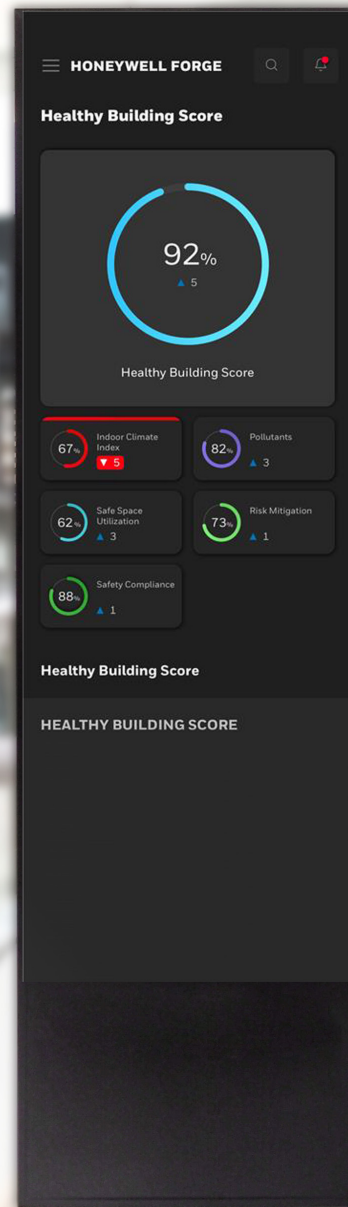 HONEYWELL FORGE
Healthy Building Score
92%
▲ 5
Healthy Building Score
67%
Indoor Climate
Index
▼ 5
82%
Pollutants
▲ 3
62%
Safe Space
Utilization
▲ 3
73%
Risk Mitigation
▲ 1
88%
Safety Compliance
▲ 1
Healthy Building Score
HEALTHY BUILDING SCORE